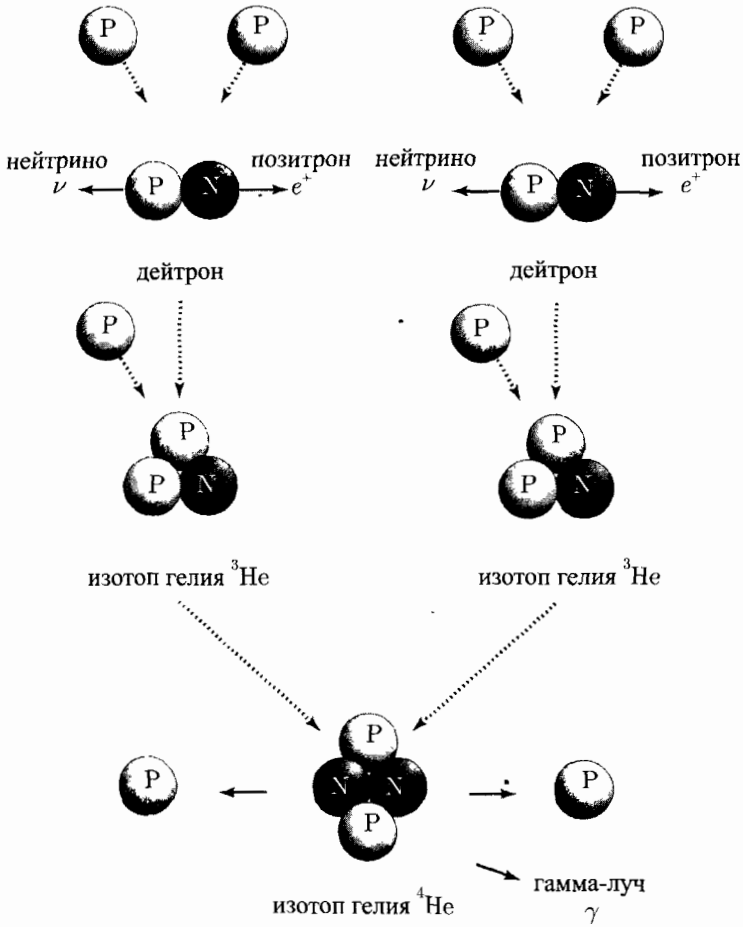 P P P P
нейтрино позитрон нейтрино позитрон
ν P N e⁺ ν P N e⁺
дейтрон дейтрон
P P
P P
P N P N
изотоп гелия ³He изотоп гелия ³He
P
P N N P
P
гамма-луч
изотоп гелия ⁴He
γ